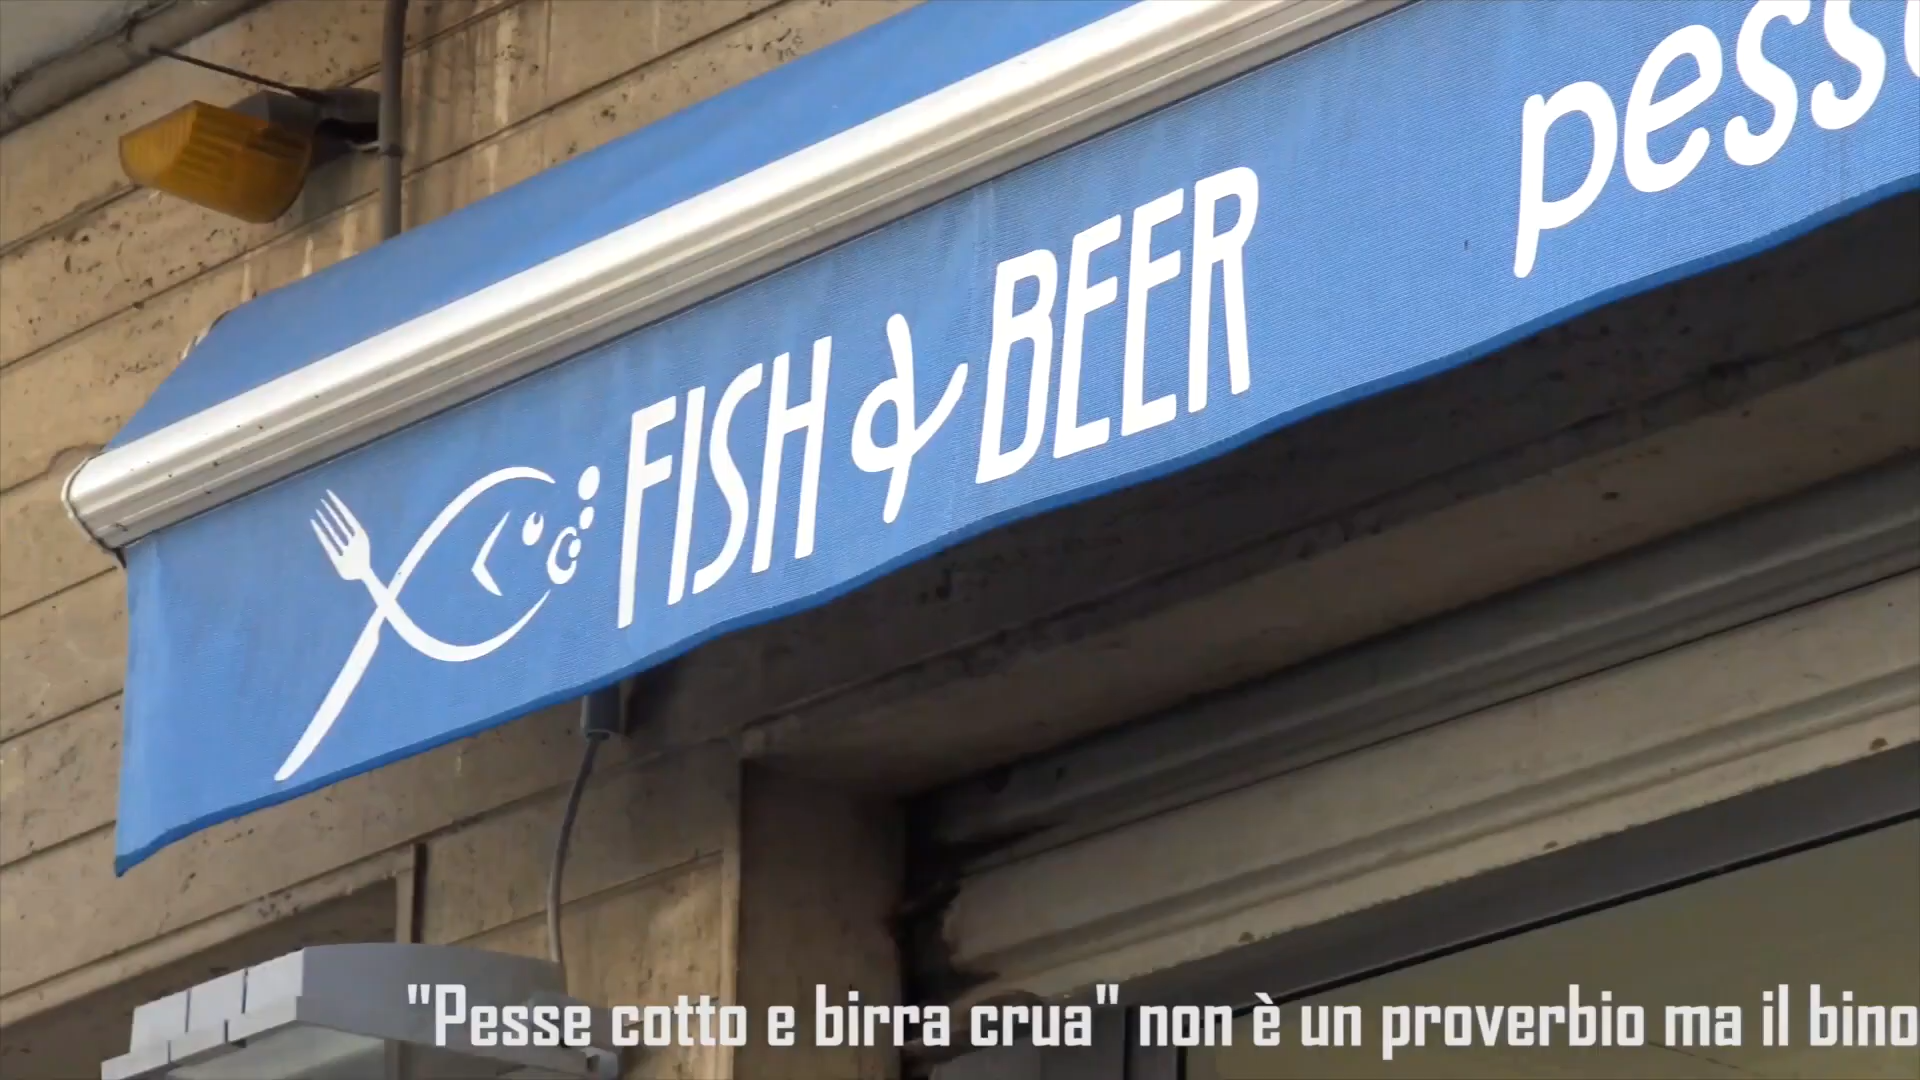 FISH & BEER pess
"Pesse cotto e birra crua" non è un proverbio ma il bino